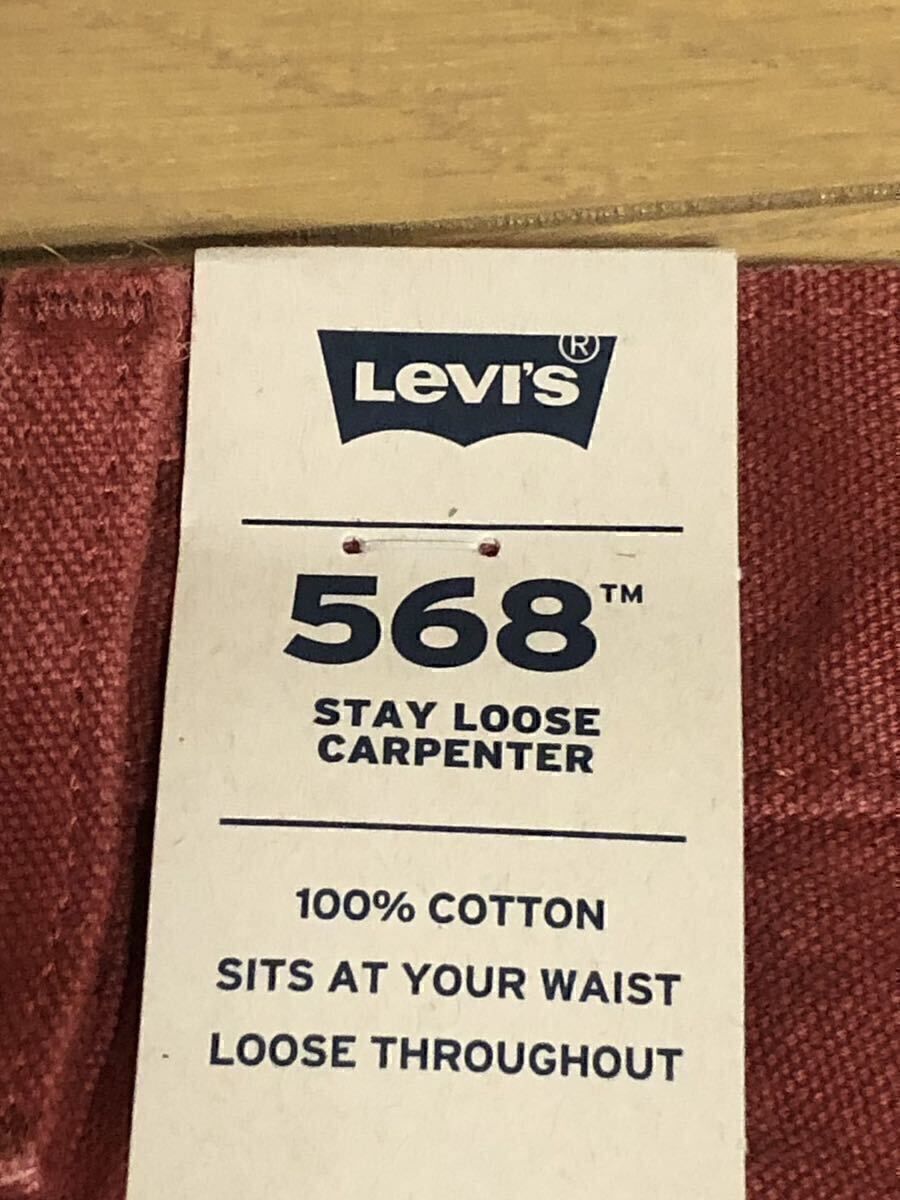 LEVI'S®
568™
STAY LOOSE
CARPENTER
100% COTTON
SITS AT YOUR WAIST
LOOSE THROUGHOUT